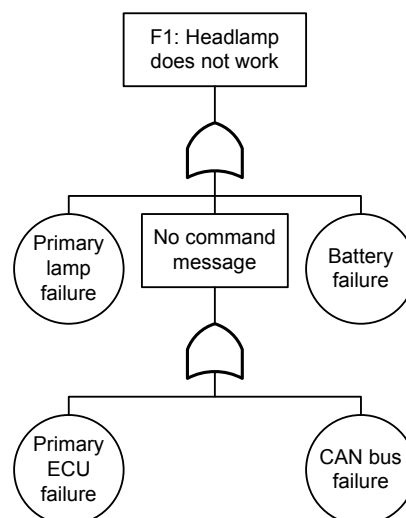 F1: Headlamp
does not work
Primary
lamp
failure
No command
message
Battery
failure
Primary
ECU
failure
CAN bus
failure